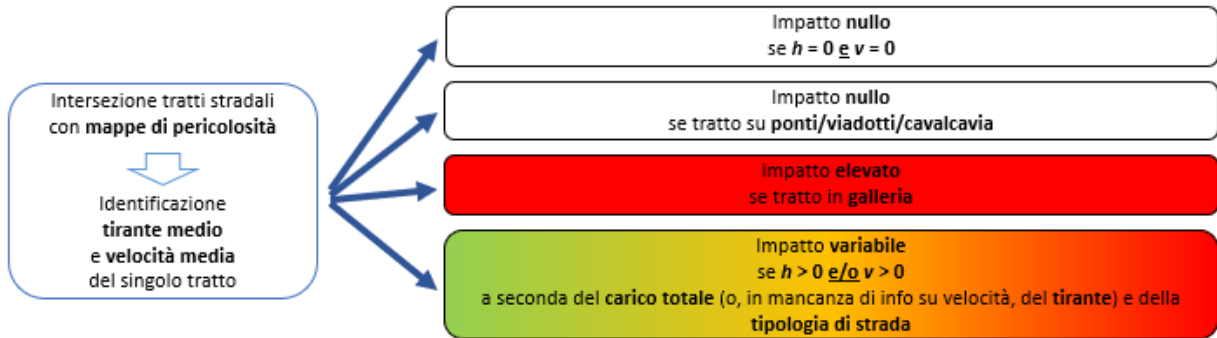 Intersezione tratti stradali
con mappe di pericolosità
Identificazione
tirante medio
e velocità media
del singolo tratto
Impatto nullo
se h = 0 e v = 0
Impatto nullo
se tratto su ponti/viadotti/cavalcavia
Impatto elevato
se tratto in galleria
Impatto variabile
se h > 0 e/o v > 0
a seconda del carico totale (o, in mancanza di info su velocità, del tirante) e della
tipologia di strada